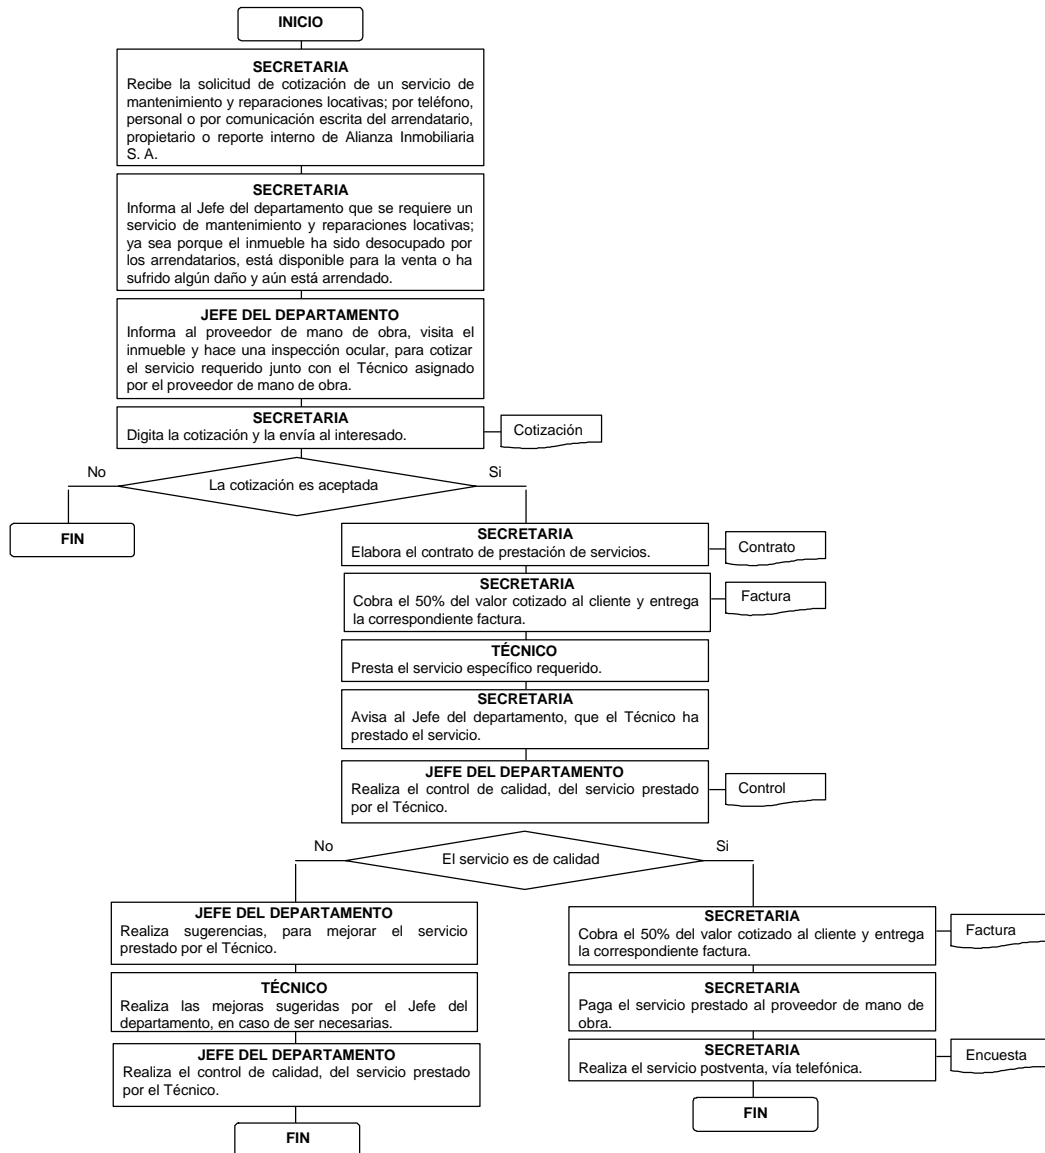 INICIO
SECRETARIA
Recibe la solicitud de cotización de un servicio de
mantenimiento y reparaciones locativas; por teléfono,
personal o por comunicación escrita del arrendatario,
propietario o reporte interno de Alianza Inmobiliaria
S. A.
SECRETARIA
Informa al Jefe del departamento que se requiere un
servicio de mantenimiento y reparaciones locativas;
ya sea porque el inmueble ha sido desocupado por
los arrendatarios, está disponible para la venta o ha
sufrido algún daño y aún está arrendado.
JEFE DEL DEPARTAMENTO
Informa al proveedor de mano de obra, visita el
inmueble y hace una inspección ocular, para cotizar
el servicio requerido junto con el Técnico asignado
por el proveedor de mano de obra.
SECRETARIA
Digita la cotización y la envía al interesado.
Cotización
No
La cotización es aceptada
Si
FIN
SECRETARIA
Elabora el contrato de prestación de servicios.
Contrato
SECRETARIA
Cobra el 50% del valor cotizado al cliente y entrega
la correspondiente factura.
Factura
TÉCNICO
Presta el servicio específico requerido.
SECRETARIA
Avisa al Jefe del departamento, que el Técnico ha
prestado el servicio.
JEFE DEL DEPARTAMENTO
Realiza el control de calidad, del servicio prestado
por el Técnico.
Control
No
El servicio es de calidad
Si
JEFE DEL DEPARTAMENTO
Realiza sugerencias, para mejorar el servicio
prestado por el Técnico.
TÉCNICO
Realiza las mejoras sugeridas por el Jefe del
departamento, en caso de ser necesarias.
JEFE DEL DEPARTAMENTO
Realiza el control de calidad, del servicio prestado
por el Técnico.
FIN
SECRETARIA
Cobra el 50% del valor cotizado al cliente y entrega
la correspondiente factura.
Factura
SECRETARIA
Paga el servicio prestado al proveedor de mano de
obra.
SECRETARIA
Realiza el servicio postventa, vía telefónica.
Encuesta
FIN